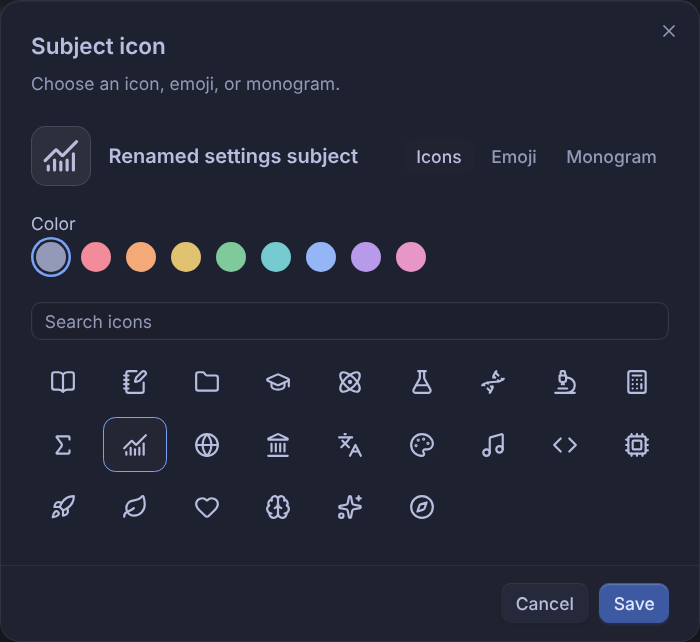 Subject icon
Choose an icon, emoji, or monogram.
Renamed settings subject
Icons
Emoji
Monogram
Color
Search icons
Cancel
Save